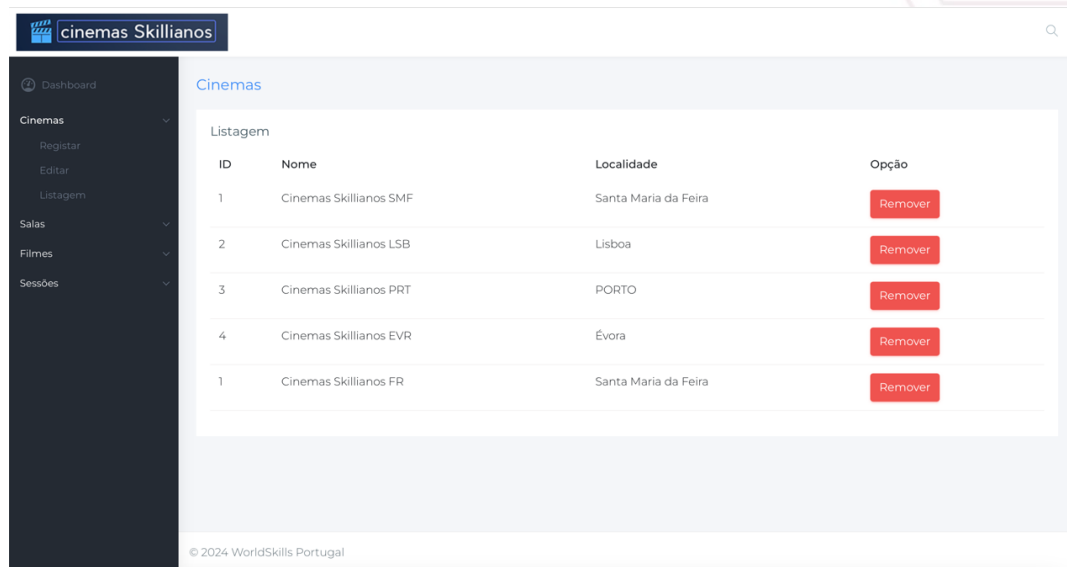 cinemas Skillianos
Dashboard
Cinemas
Registar
Editar
Listagem
Salas
Filmes
Sessões
Cinemas
Listagem
ID Nome Localidade Opção
1 Cinemas Skillianos SMF Santa Maria da Feira Remover
2 Cinemas Skillianos LSB Lisboa Remover
3 Cinemas Skillianos PRT PORTO Remover
4 Cinemas Skillianos EVR Évora Remover
1 Cinemas Skillianos FR Santa Maria da Feira Remover
© 2024 WorldSkills Portugal